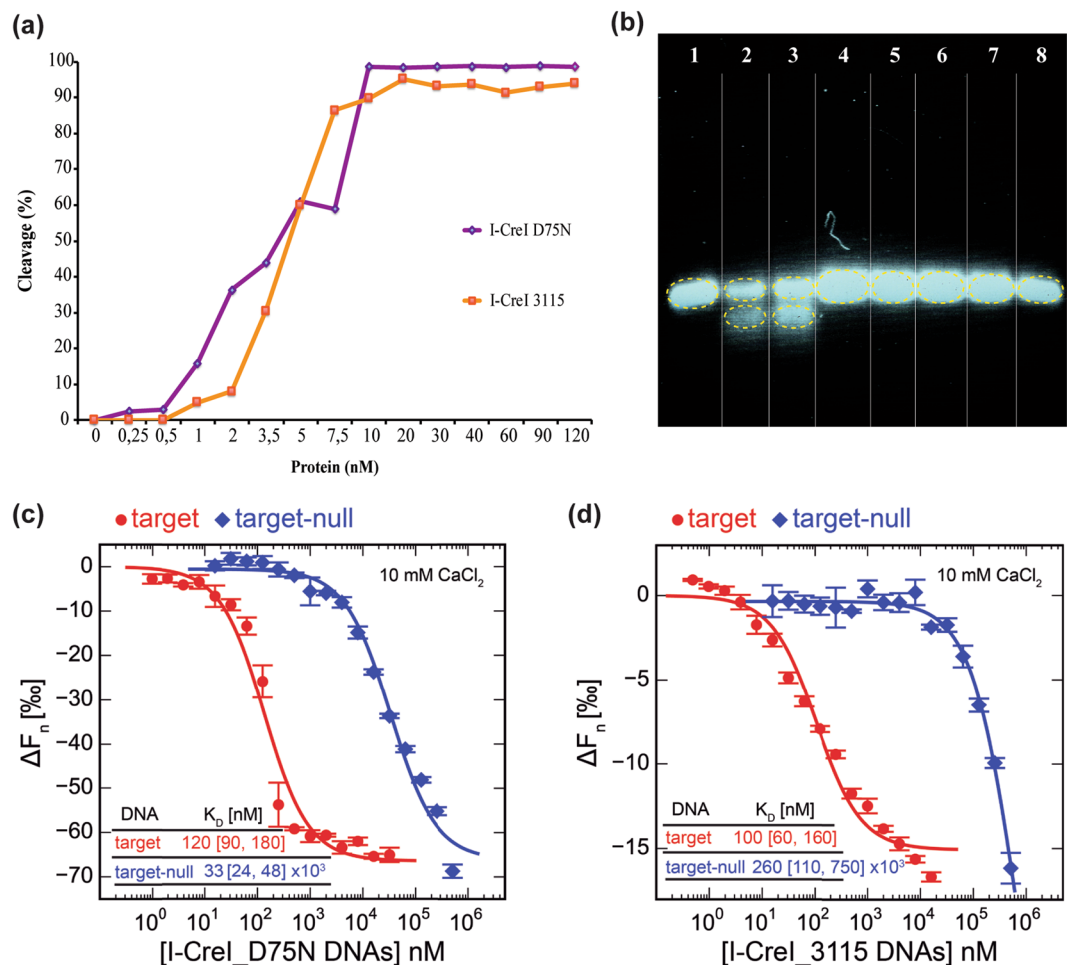 (a)
100
90
80
70
60
50
40
30
20
10
0
Cleavage (%)
I-CreI D75N
I-CreI 3115
0 0,25 0,5 1 2 3,5 5 7,5 10 20 30 40 60 90 120
Protein (nM)
(b)
1 2 3 4 5 6 7 8
(c)
target target-null
10 mM CaCl₂
0
−10
−20
−30
−40
−50
−60
−70
ΔFₙ [‰]
DNA K_D [nM]
target 120 [90, 180]
target-null 33 [24, 48] x10³
10⁰ 10¹ 10² 10³ 10⁴ 10⁵ 10⁶
[I-CreI_D75N DNAs] nM
(d)
target target-null
10 mM CaCl₂
0
−5
−10
−15
ΔFₙ [‰]
DNA K_D [nM]
target 100 [60, 160]
target-null 260 [110, 750] x10³
10⁰ 10¹ 10² 10³ 10⁴ 10⁵ 10⁶
[I-CreI_3115 DNAs] nM